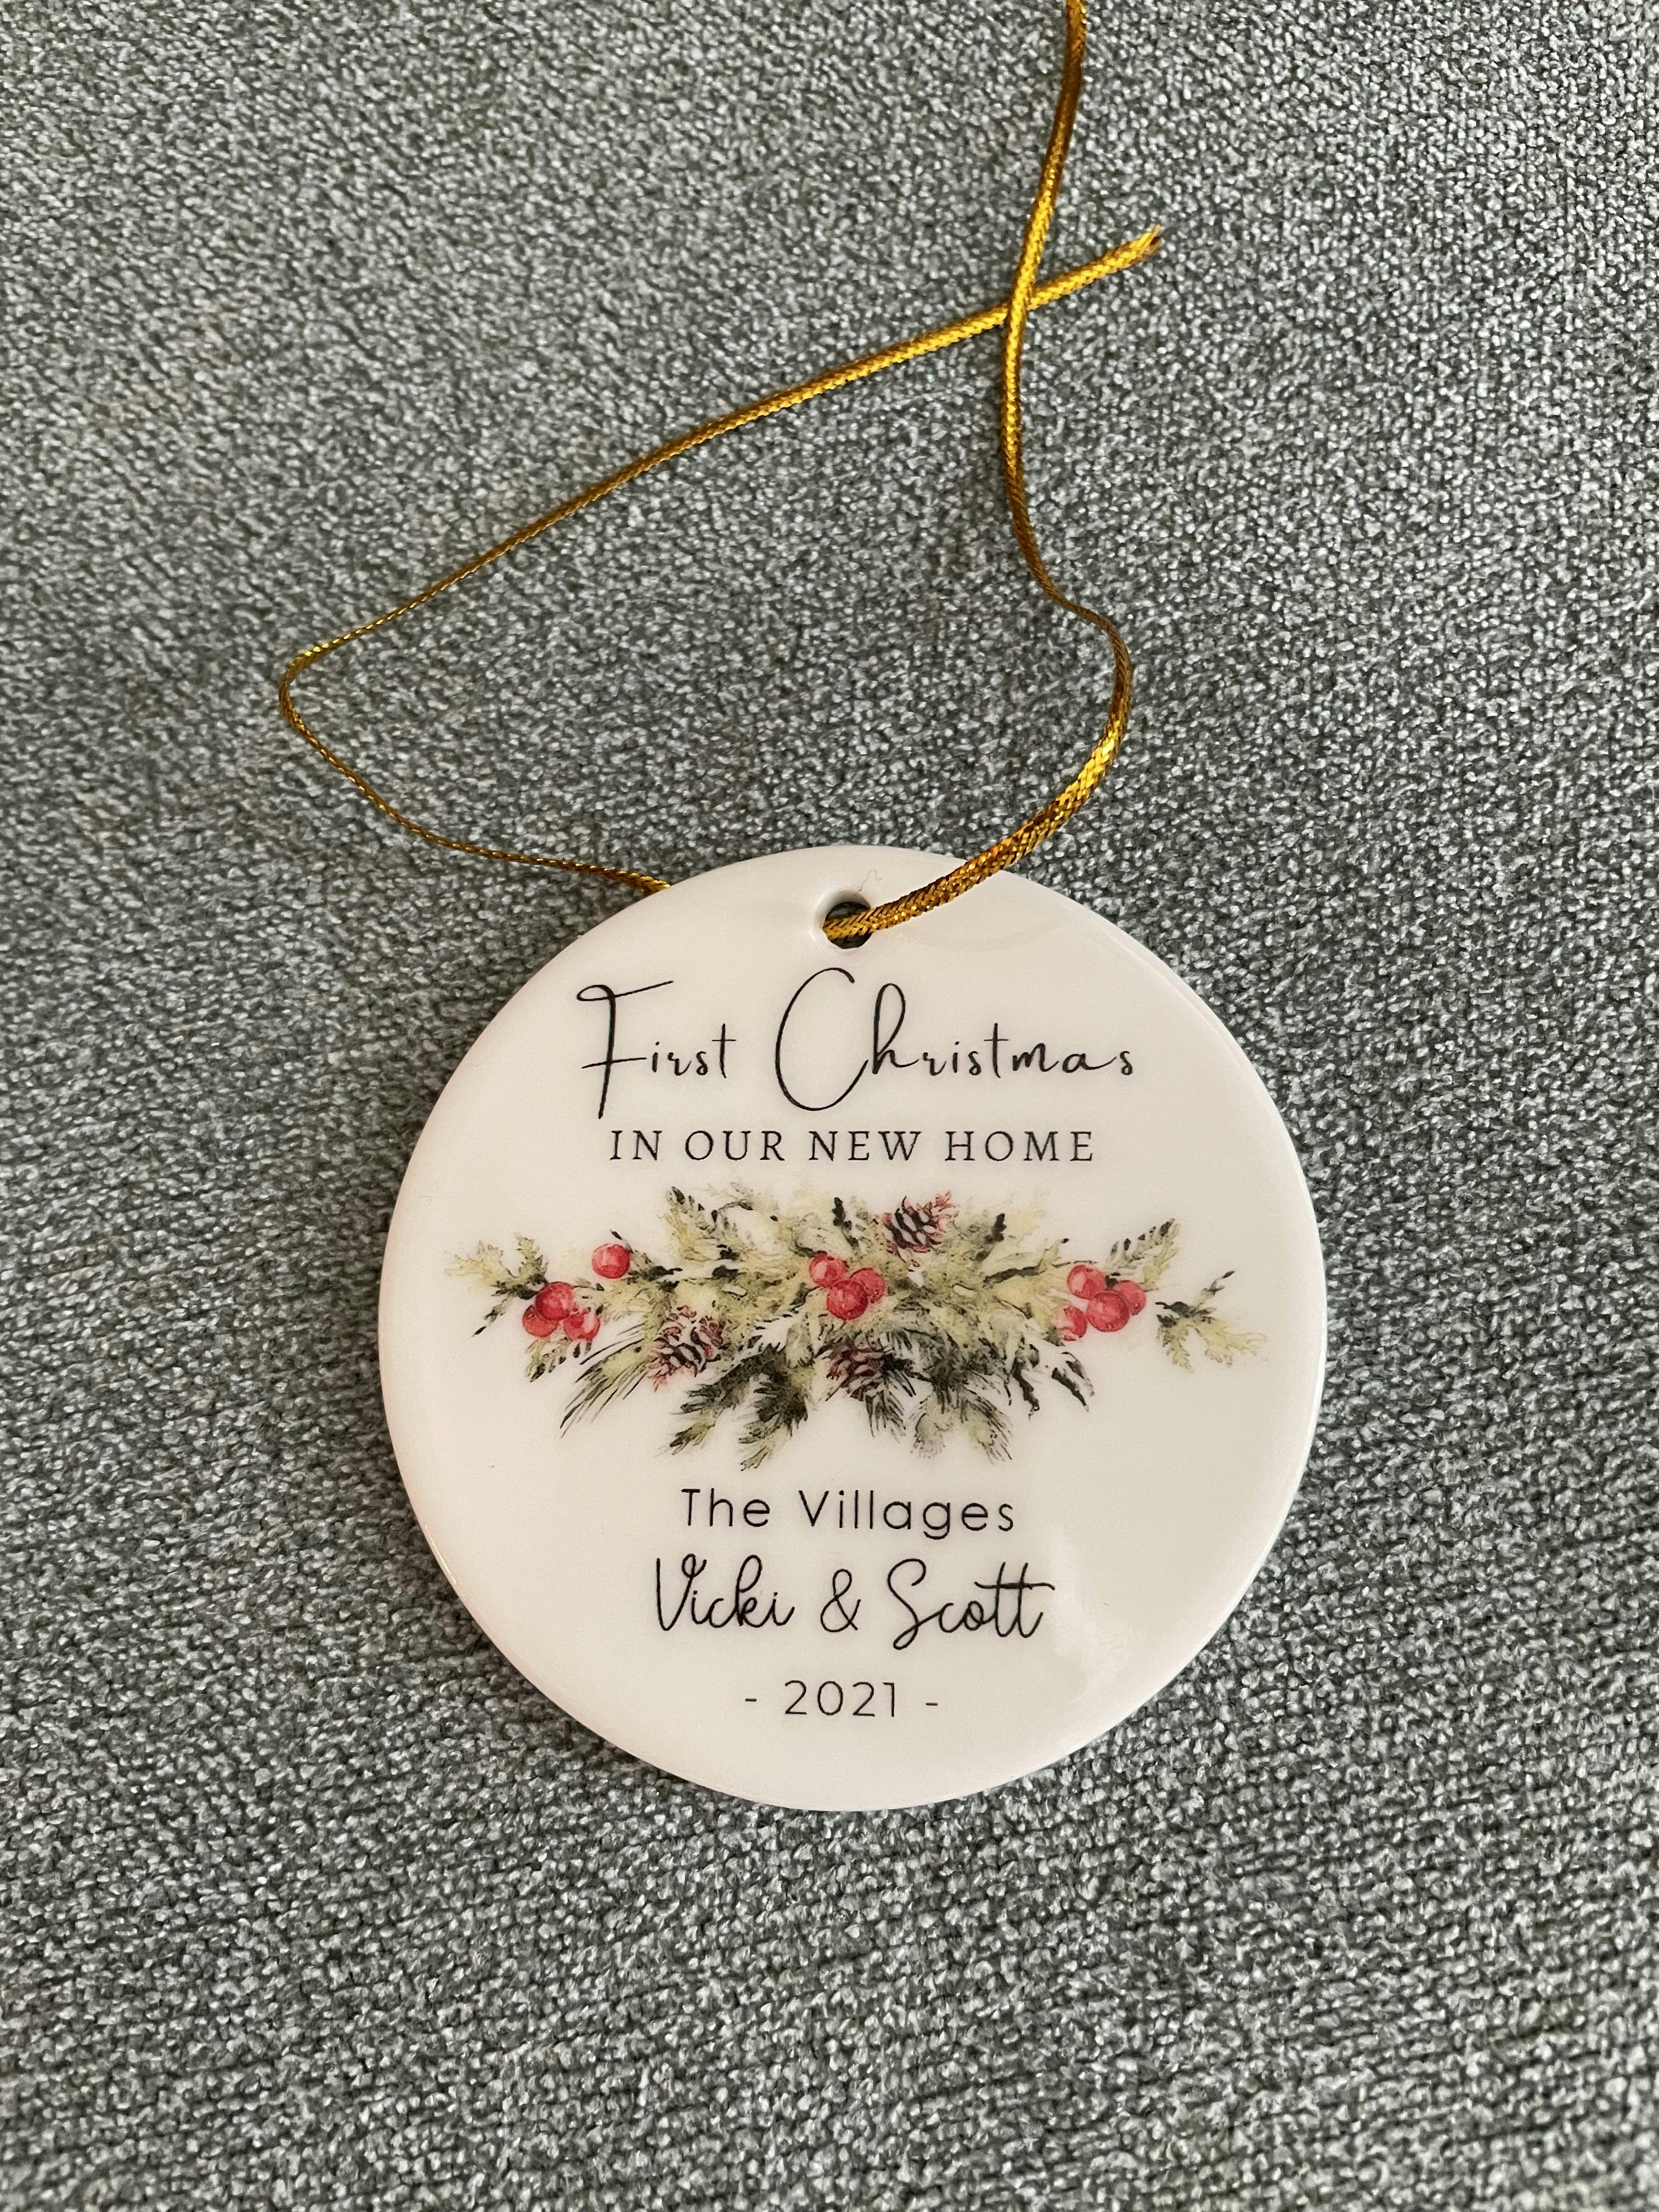 First Christmas
IN OUR NEW HOME
The Villages
Vicki & Scott
- 2021 -